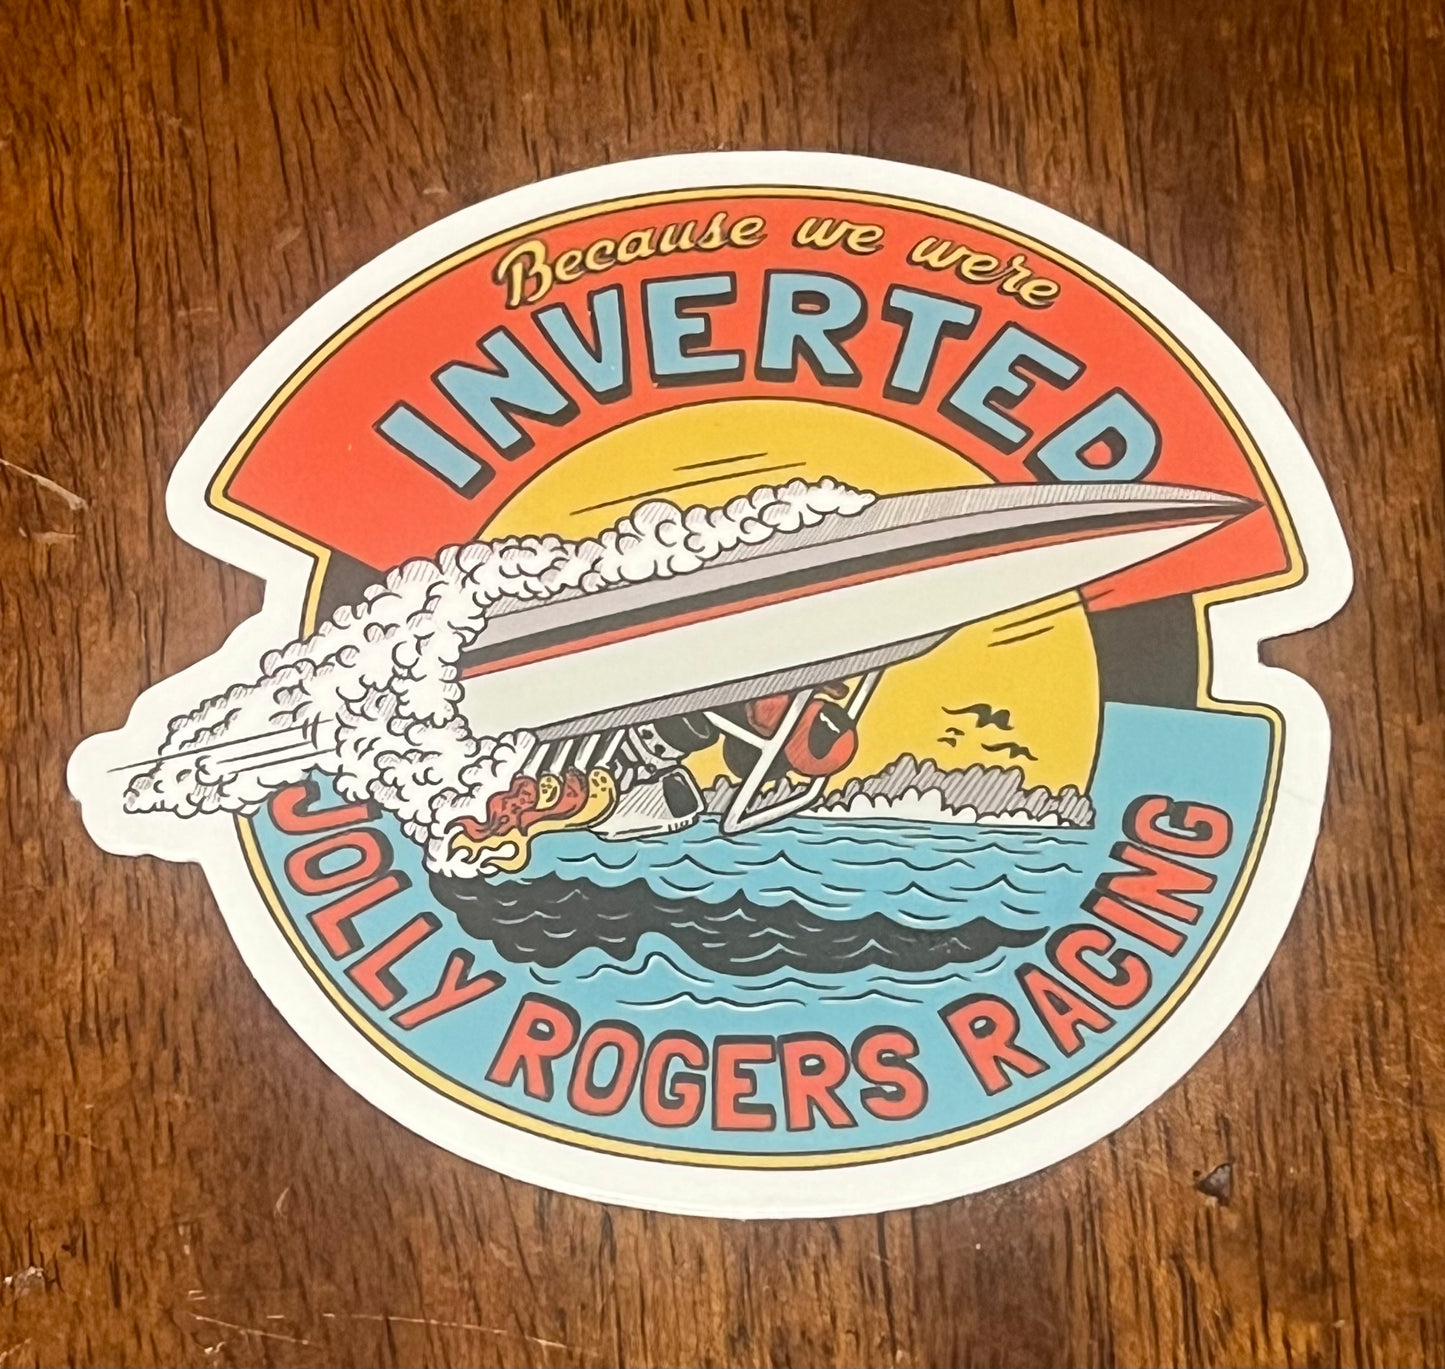 Because we were
INVERTED
JOLLY ROGERS RACING